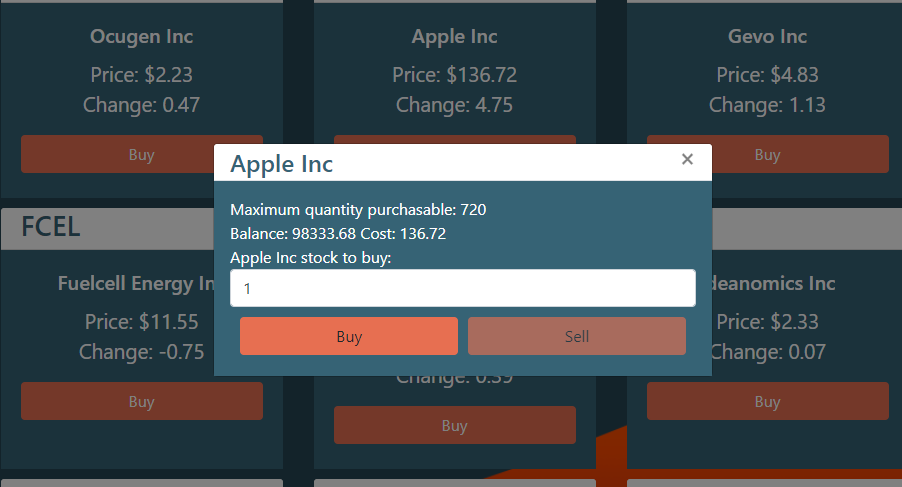 Ocugen Inc
Price: $2.23
Change: 0.47
Buy
Apple Inc
Price: $136.72
Change: 4.75
Gevo Inc
Price: $4.83
Change: 1.13
Buy
Apple Inc
×
Maximum quantity purchasable: 720
Balance: 98333.68 Cost: 136.72
Apple Inc stock to buy:
1
Buy
Sell
FCEL
Fuelcell Energy In
Price: $11.55
Change: -0.75
Buy
Change: 0.39
Buy
deanomics Inc
Price: $2.33
Change: 0.07
Buy